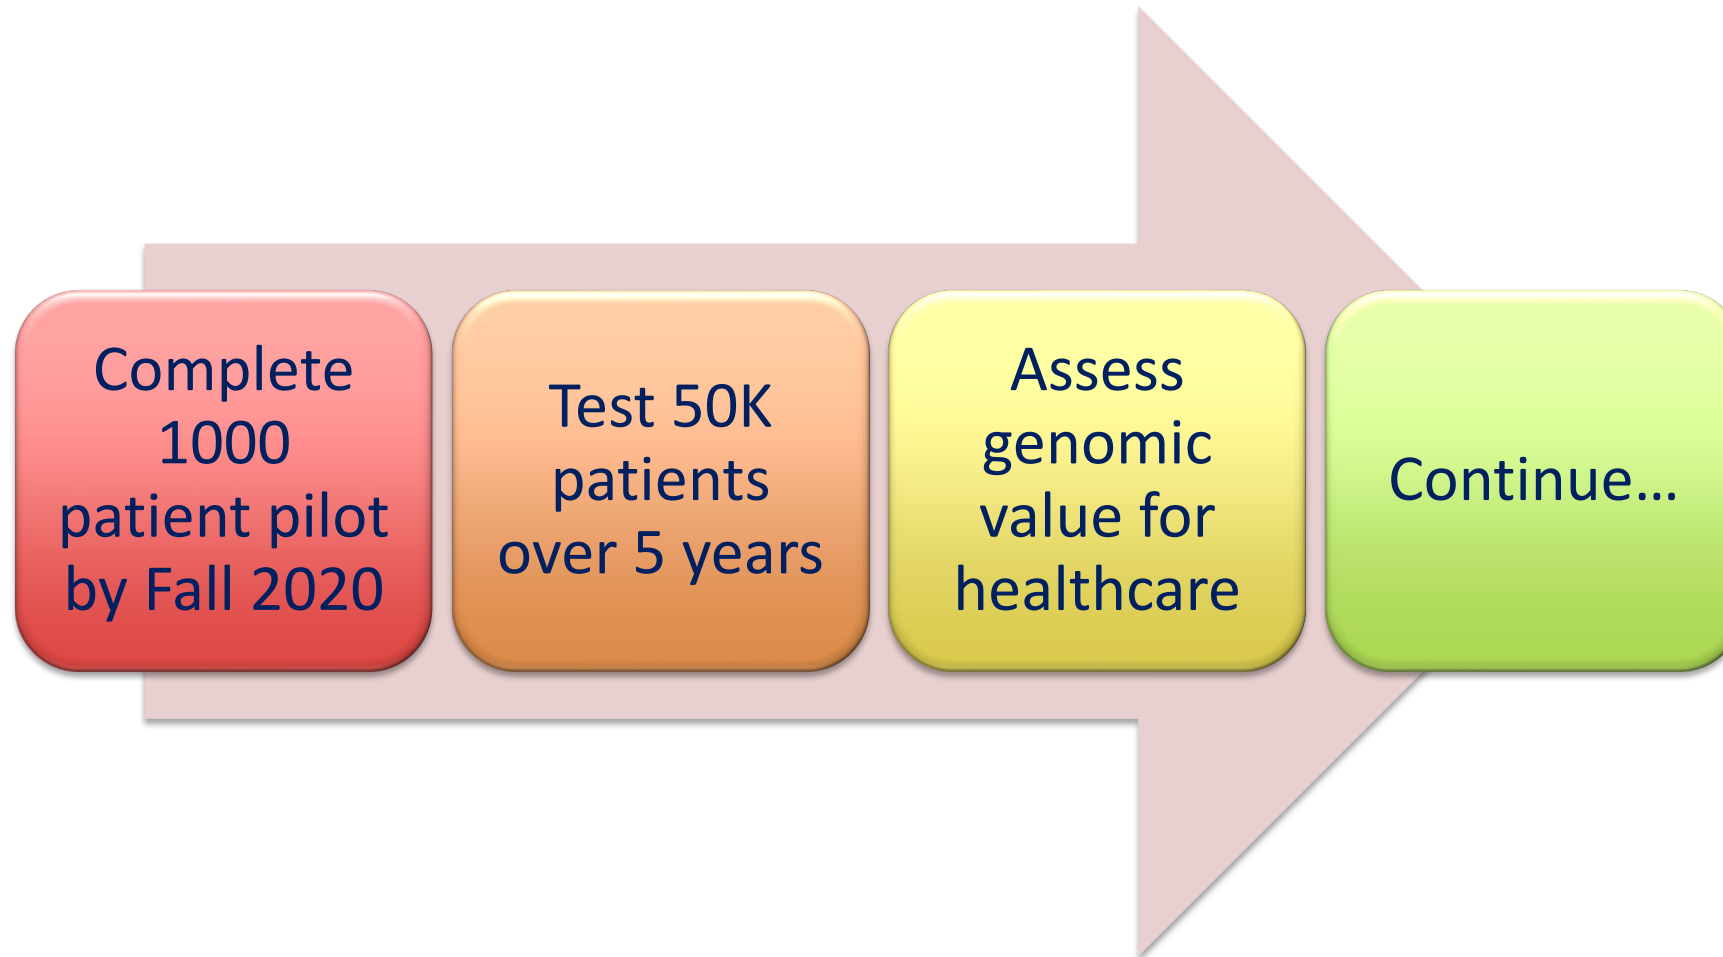 Complete
1000
patient pilot
by Fall 2020
Test 50K
patients
over 5 years
Assess
genomic
value for
healthcare
Continue…